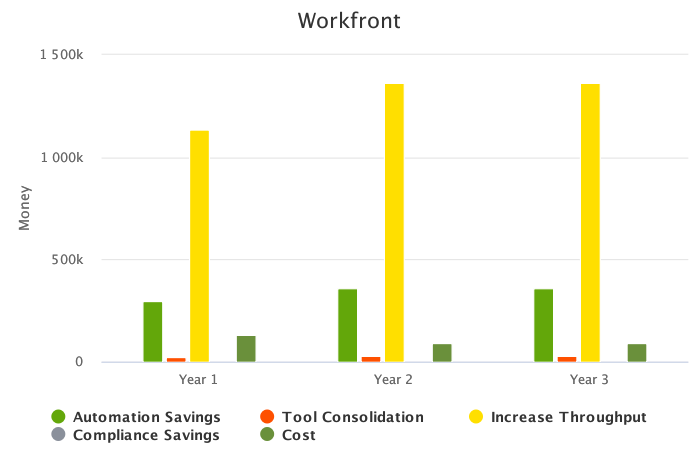 Workfront
1 500k
1 000k
500k
0
Money
Year 1 Year 2 Year 3
Automation Savings Tool Consolidation Increase Throughput
Compliance Savings Cost